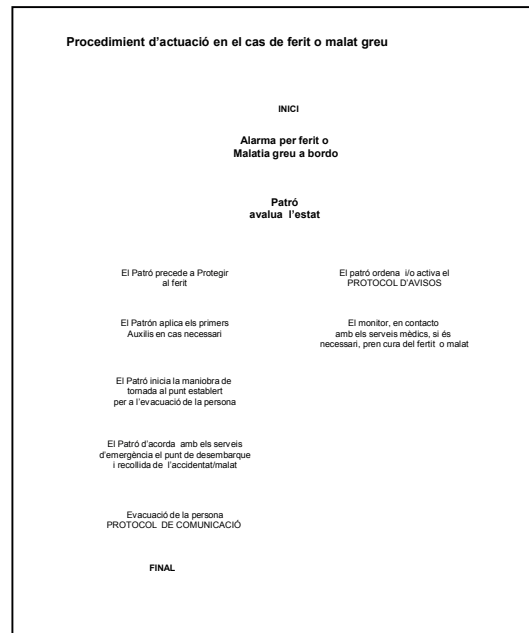 Procedimient d’actuació en el cas de ferit o malat greu
INICI
Alarma per ferit o
Malatia greu a bordo
Patró
avalua l’estat
El Patró precede a Protegir
al ferit
El patró ordena i/o activa el
PROTOCOL D’AVISOS
El Patrón aplica els primers
Auxilis en cas necessari
El monitor, en contacto
amb els serveis mèdics, si és
necessari, pren cura del fertit o malat
El Patró inicia la maniobra de
tornada al punt establert
per a l’evacuació de la persona
El Patró d’acorda amb els serveis
d’emergència el punt de desembarque
i recollida de l’accidentat/malat
Evacuació de la persona
PROTOCOL DE COMUNICACIÓ
FINAL